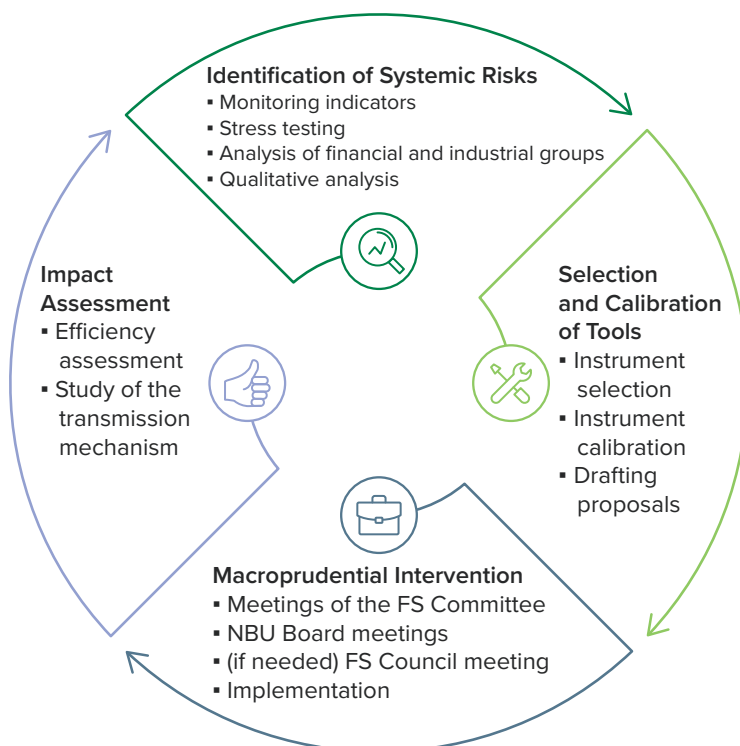 Identification of Systemic Risks
▪ Monitoring indicators
▪ Stress testing
▪ Analysis of financial and industrial groups
▪ Qualitative analysis
Selection
and Calibration
of Tools
▪ Instrument
selection
▪ Instrument
calibration
▪ Drafting
proposals
Macroprudential Intervention
▪ Meetings of the FS Committee
▪ NBU Board meetings
▪ (if needed) FS Council meeting
▪ Implementation
Impact
Assessment
▪ Efficiency
assessment
▪ Study of the
transmission
mechanism